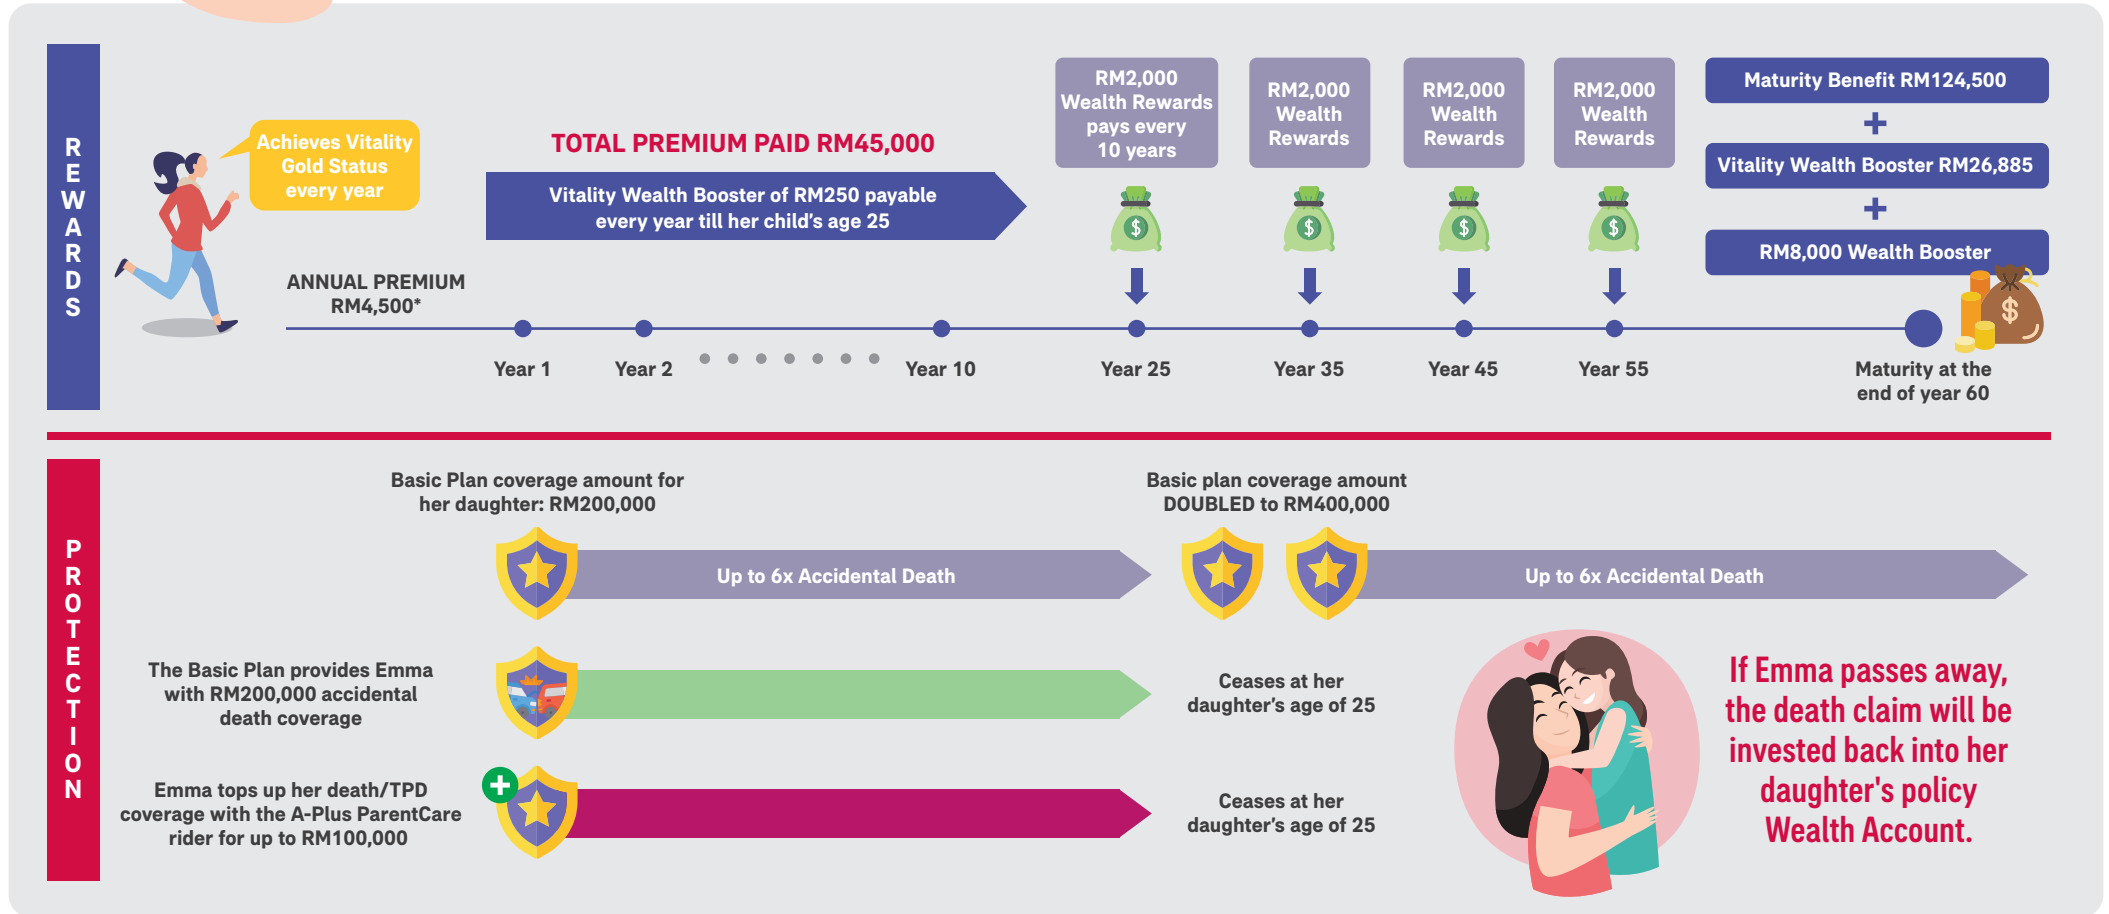 REWARDS
Achieves Vitality
Gold Status
every year
TOTAL PREMIUM PAID RM45,000
Vitality Wealth Booster of RM250 payable
every year till her child's age 25
ANNUAL PREMIUM
RM4,500*
RM2,000
Wealth Rewards
pays every
10 years
RM2,000
Wealth
Rewards
RM2,000
Wealth
Rewards
RM2,000
Wealth
Rewards
Maturity Benefit RM124,500
+
Vitality Wealth Booster RM26,885
+
RM8,000 Wealth Booster
$
$
$
$
$
Year 1
Year 2
Year 10
Year 25
Year 35
Year 45
Year 55
Maturity at the
end of year 60
PROTECTION
Basic Plan coverage amount for
her daughter: RM200,000
Up to 6x Accidental Death
Basic plan coverage amount
DOUBLED to RM400,000
Up to 6x Accidental Death
The Basic Plan provides Emma
with RM200,000 accidental
death coverage
Ceases at her
daughter's age of 25
Emma tops up her death/TPD
coverage with the A-Plus ParentCare
rider for up to RM100,000
+
Ceases at her
daughter's age of 25
If Emma passes away,
the death claim will be
invested back into her
daughter's policy
Wealth Account.